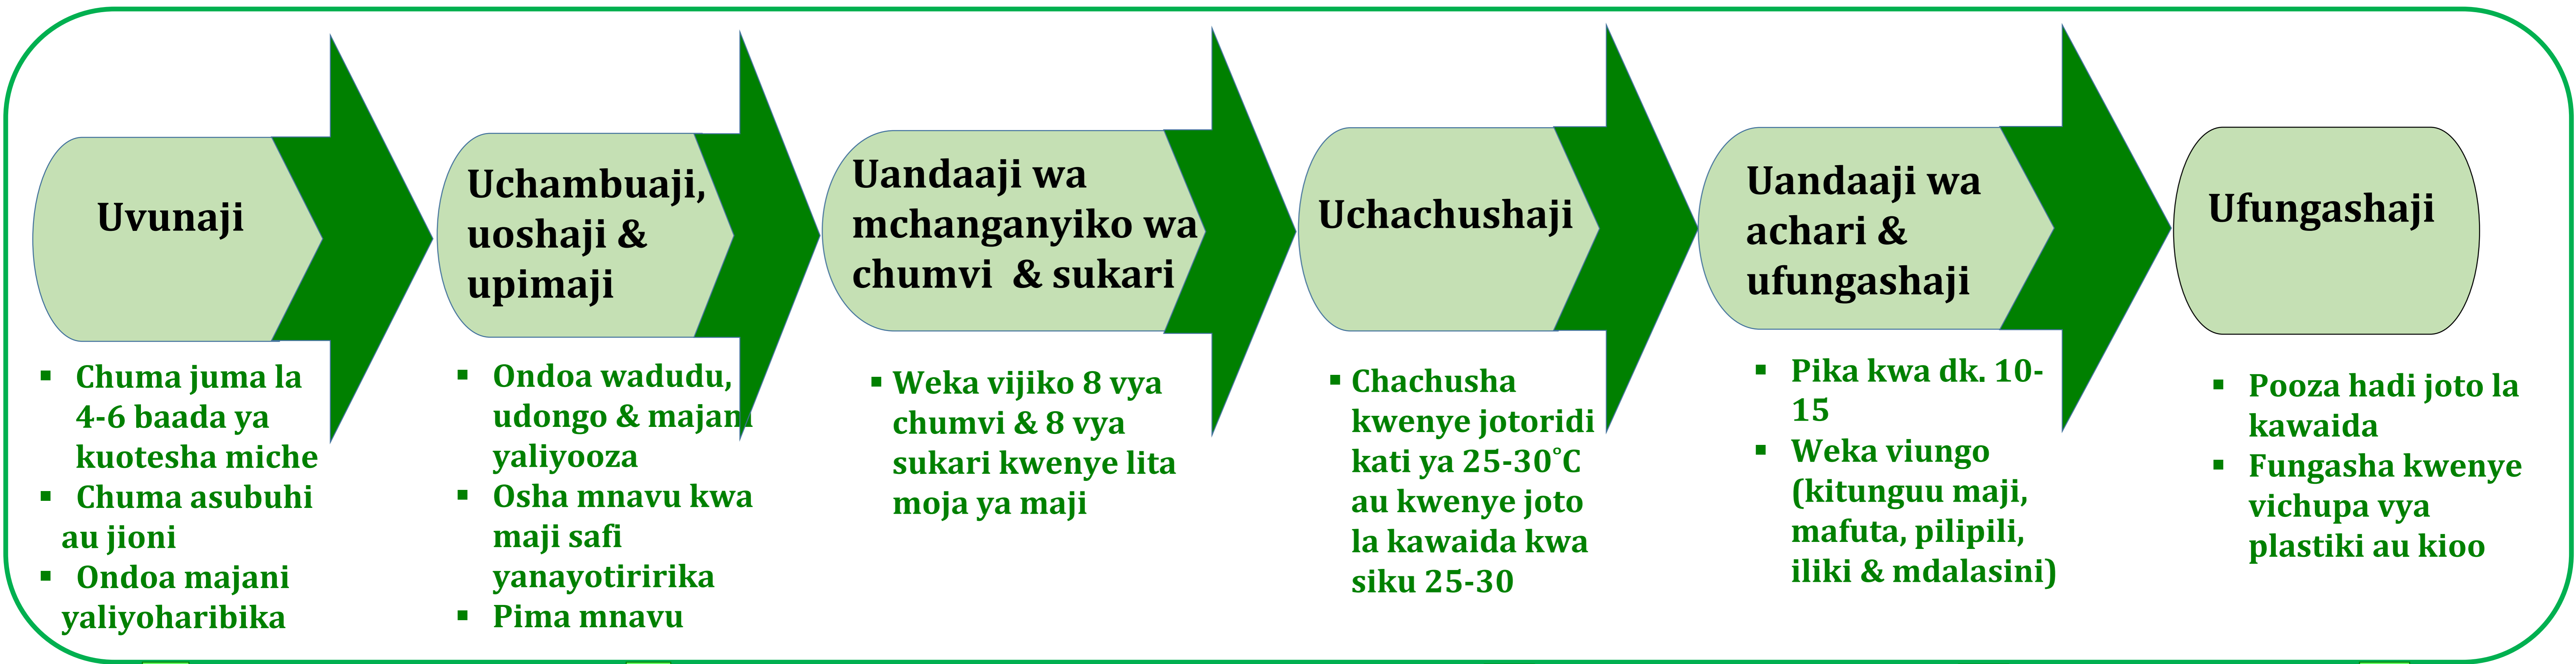 Uvunaji
▪ Chuma juma la
4-6 baada ya
kuotesha miche
▪ Chuma asubuhi
au jioni
▪ Ondoa majani
yaliyoharibika
Uchambuaji,
uoshaji &
upimaji
▪ Ondoa wadudu,
udongo & majani
yaliyooza
▪ Osha mnavu kwa
maji safi
yanayotiririka
▪ Pima mnavu
Uandaaji wa
mchanganyiko wa
chumvi & sukari
▪ Weka vijiko 8 vya
chumvi & 8 vya
sukari kwenye lita
moja ya maji
Uchachushaji
▪ Chachusha
kwenye jotoridi
kati ya 25-30°C
au kwenye joto
la kawaida kwa
siku 25-30
Uandaaji wa
achari &
ufungashaji
▪ Pika kwa dk. 10-
15
▪ Weka viungo
(kitunguu maji,
mafuta, pilipili,
iliki & mdalasini)
Ufungashaji
▪ Pooza hadi joto la
kawaida
▪ Fungasha kwenye
vichupa vya
plastiki au kioo